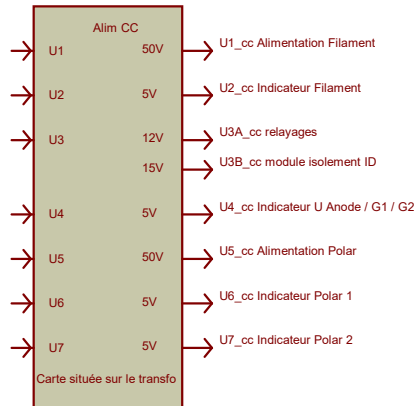 Alim CC
U1 50V U1_cc Alimentation Filament
U2 5V U2_cc Indicateur Filament
U3 12V U3A_cc relayages
15V U3B_cc module isolement ID
U4 5V U4_cc Indicateur U Anode / G1 / G2
U5 50V U5_cc Alimentation Polar
U6 5V U6_cc Indicateur Polar 1
U7 5V U7_cc Indicateur Polar 2
Carte située sur le transfo